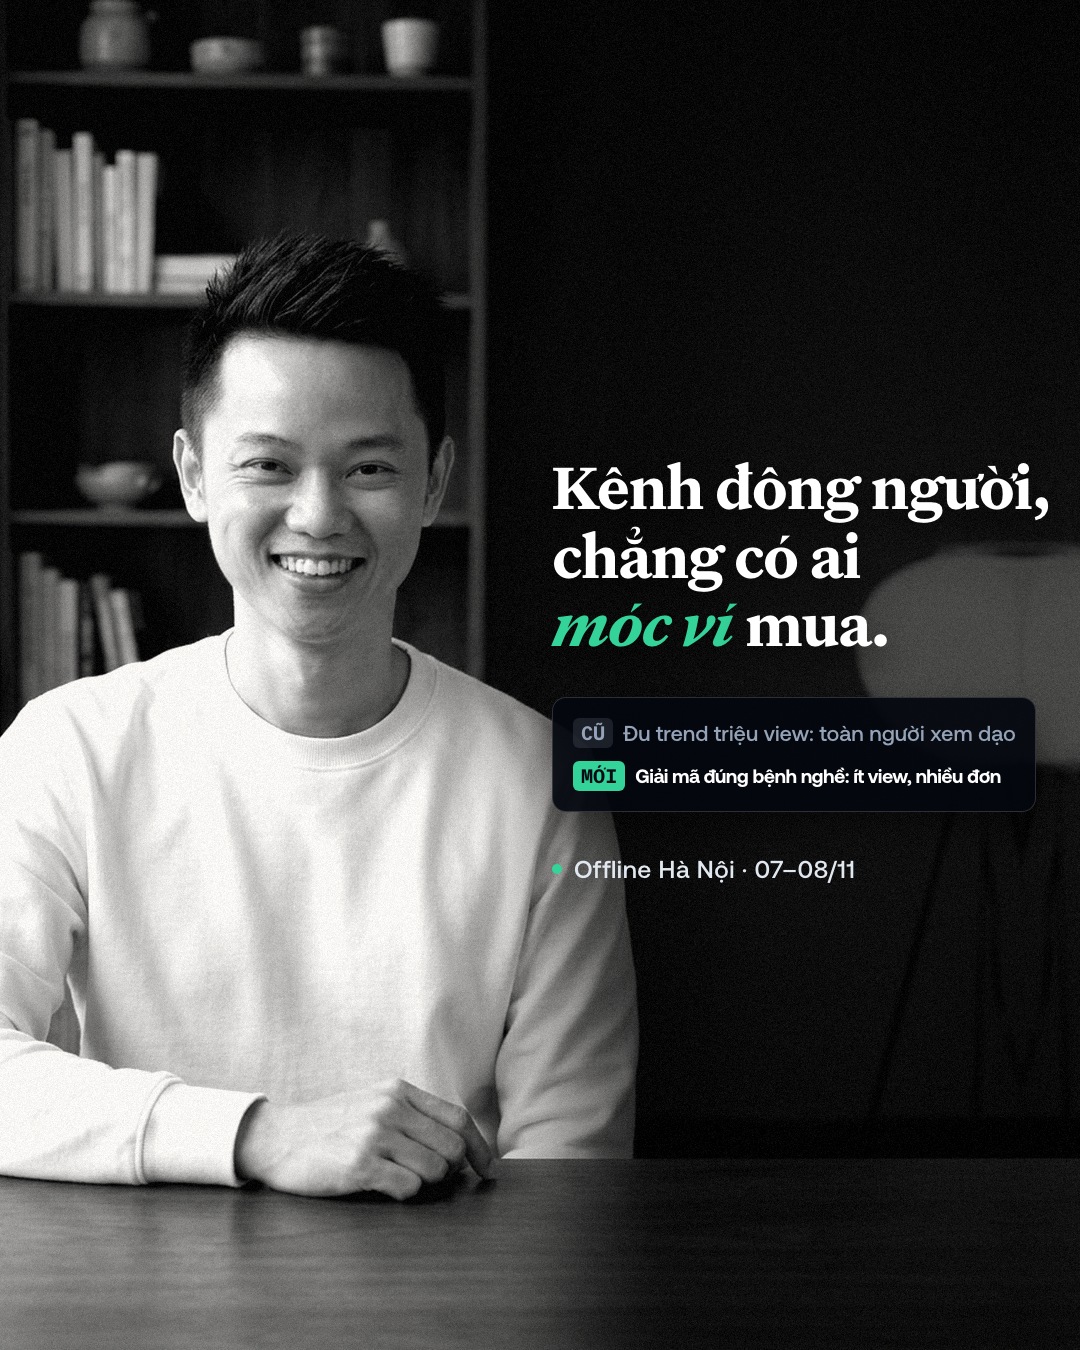 Kênh đông người,
chẳng có ai
móc ví mua.
CŨ Đu trend triệu view: toàn người xem dạo
MỚI Giải mã đúng bệnh nghề: ít view, nhiều đơn
Offline Hà Nội · 07–08/11